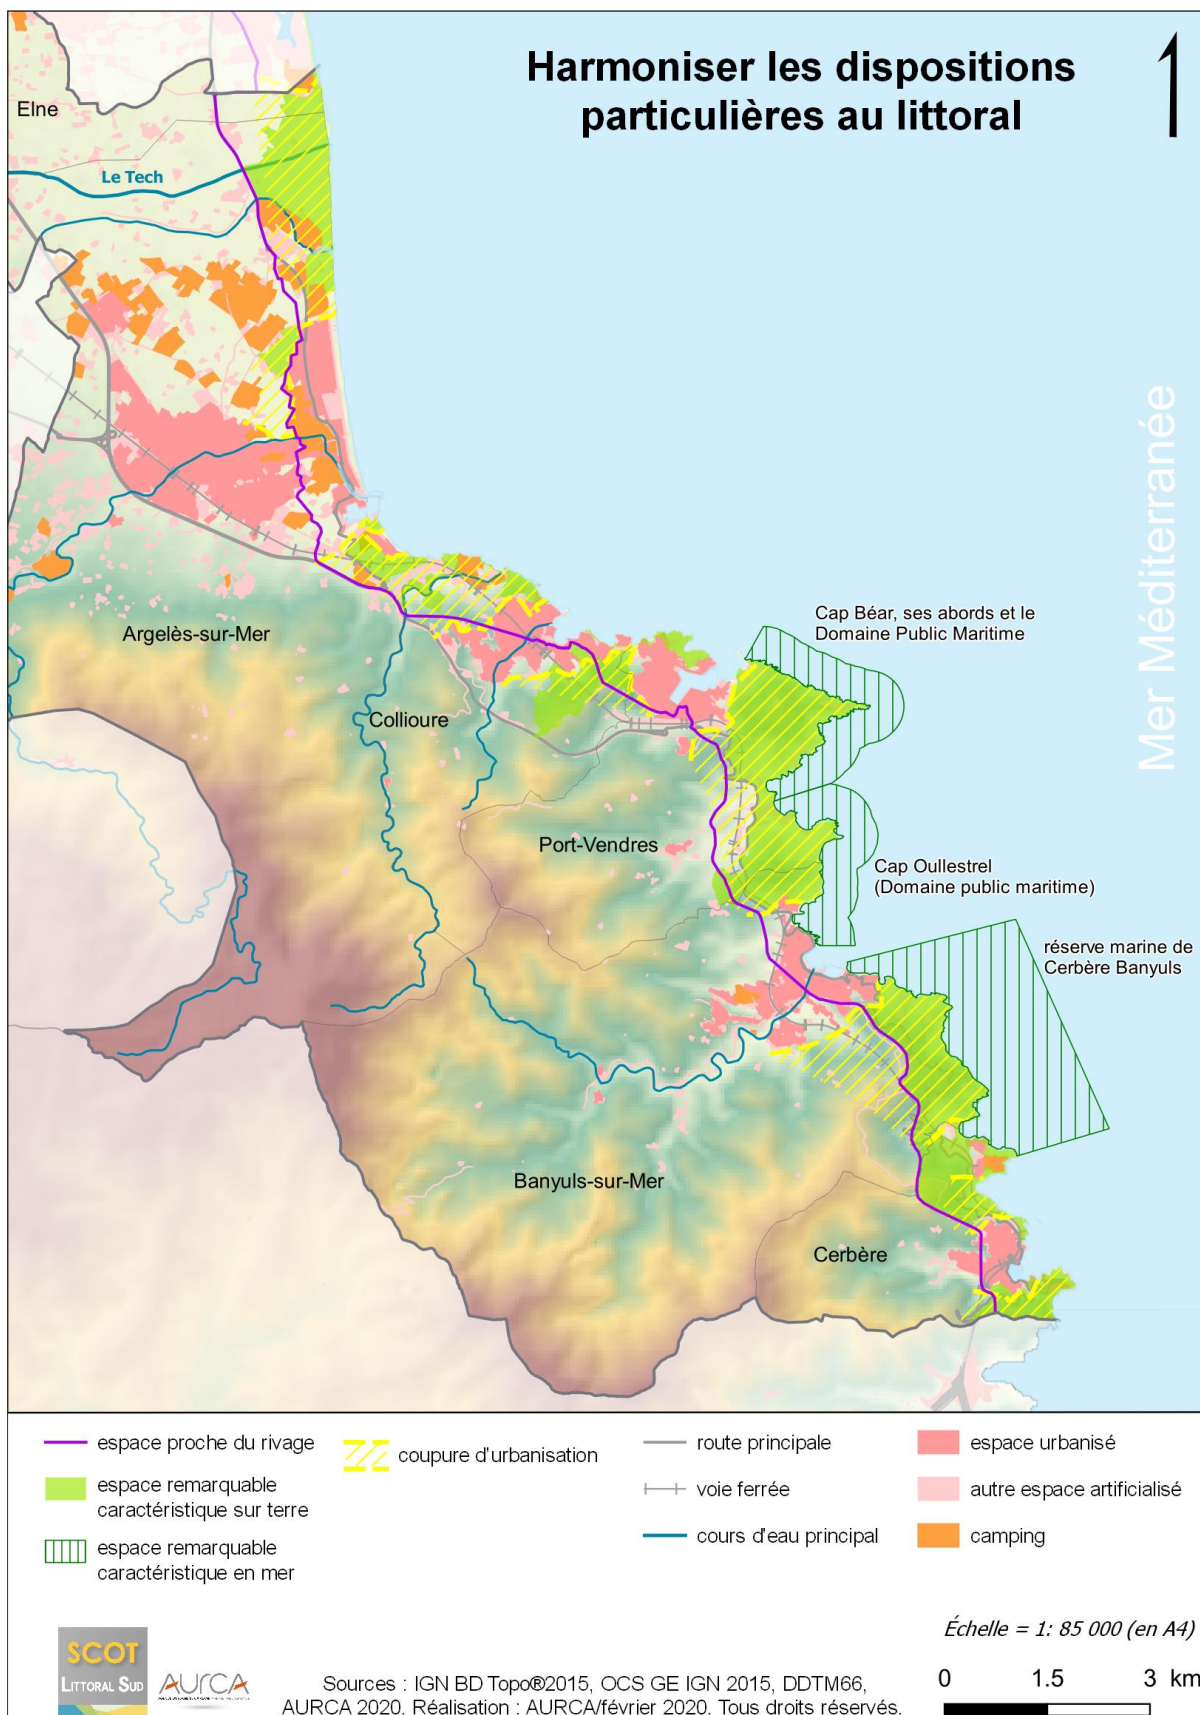 Harmoniser les dispositions
particulières au littoral
Elne
Le Tech
Mer Méditerranée
Cap Béar, ses abords et le
Domaine Public Maritime
Argelès-sur-Mer
Collioure
Port-Vendres
Cap Oullestrel
(Domaine public maritime)
réserve marine de
Cerbère Banyuls
Banyuls-sur-Mer
Cerbère
espace proche du rivage
espace remarquable
caractéristique sur terre
espace remarquable
caractéristique en mer
coupure d'urbanisation
route principale
voie ferrée
cours d'eau principal
espace urbanisé
autre espace artificialisé
camping
Échelle = 1: 85 000 (en A4)
0 1.5 3 km
SCOT
LITTORAL SUD
AURCA
Sources : IGN BD Topo®2015, OCS GE IGN 2015, DDTM66,
AURCA 2020. Réalisation : AURCA/février 2020. Tous droits réservés.